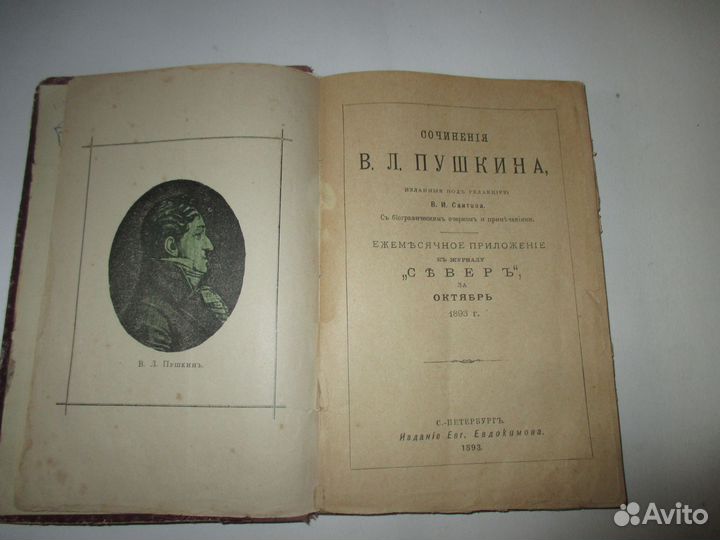 В. Л. Пушкинъ.
СОЧИНЕНІЯ
В. Л. ПУШКИНА,
ИЗДАННЫЯ ПОДЪ РЕДАКЦІЕЮ
В. И. Саитова.
Съ біографическимъ очеркомъ и примѣчаніями.
ЕЖЕМѢСЯЧНОЕ ПРИЛОЖЕНІЕ
КЪ ЖУРНАЛУ
„СѢВЕРЪ“,
ЗА
ОКТЯБРЬ
1893 г.
С.-ПЕТЕРБУРГЪ.
Изданіе Евг. Евдокимова.
1893.
Avito